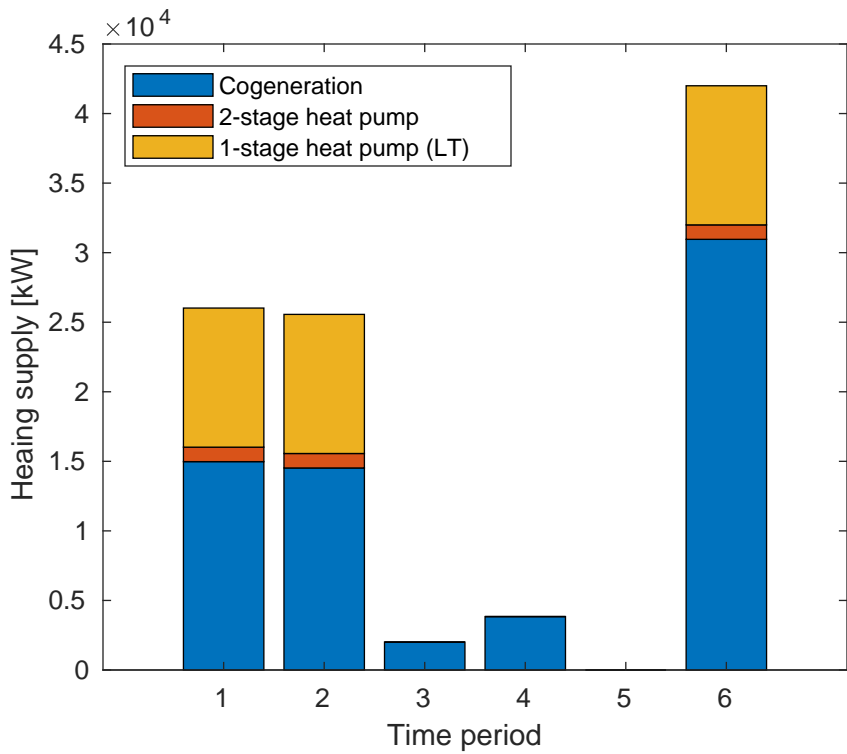 ×10^4
4.5
4
3.5
3
2.5
2
1.5
1
0.5
0
Heaing supply [kW]
Cogeneration
2-stage heat pump
1-stage heat pump (LT)
1 2 3 4 5 6
Time period